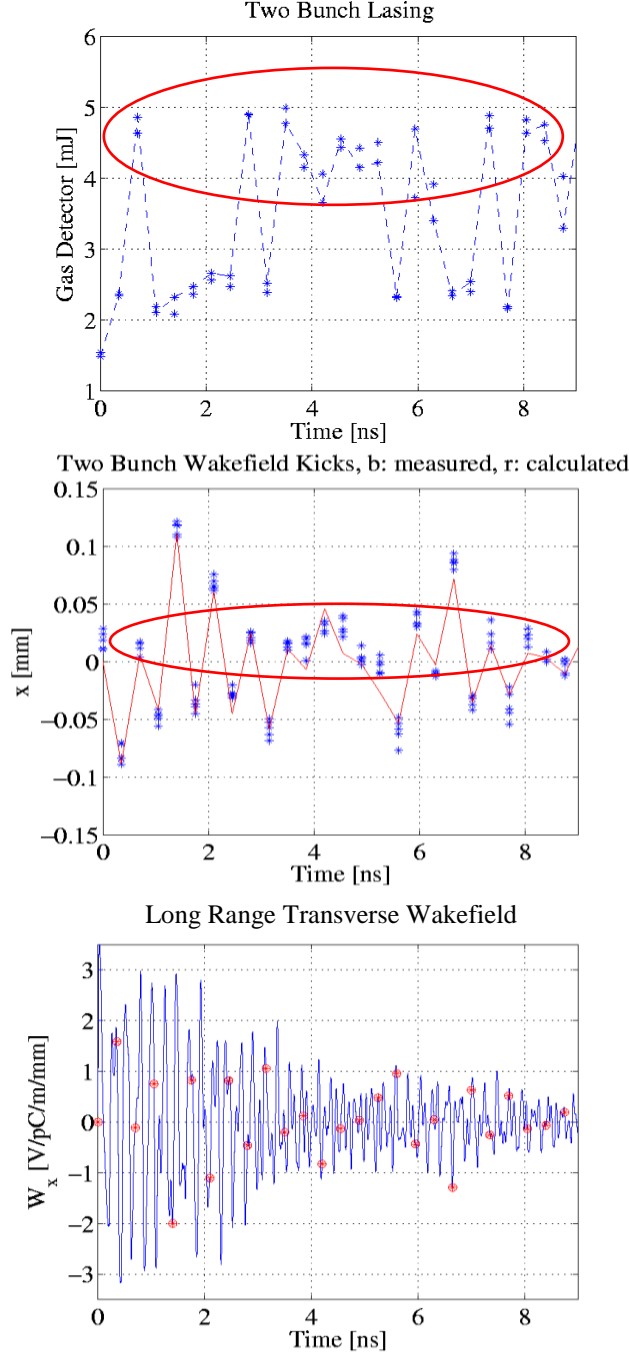 Two Bunch Lasing
6
5
4
3
2
1
Gas Detector [mJ]
0 2 4 6 8
Time [ns]
Two Bunch Wakefield Kicks, b: measured, r: calculated
0.15
0.1
0.05
0
−0.05
−0.1
−0.15
x [mm]
0 2 4 6 8
Time [ns]
Long Range Transverse Wakefield
3
2
1
0
−1
−2
−3
W_x [V/pC/m/mm]
0 2 4 6 8
Time [ns]